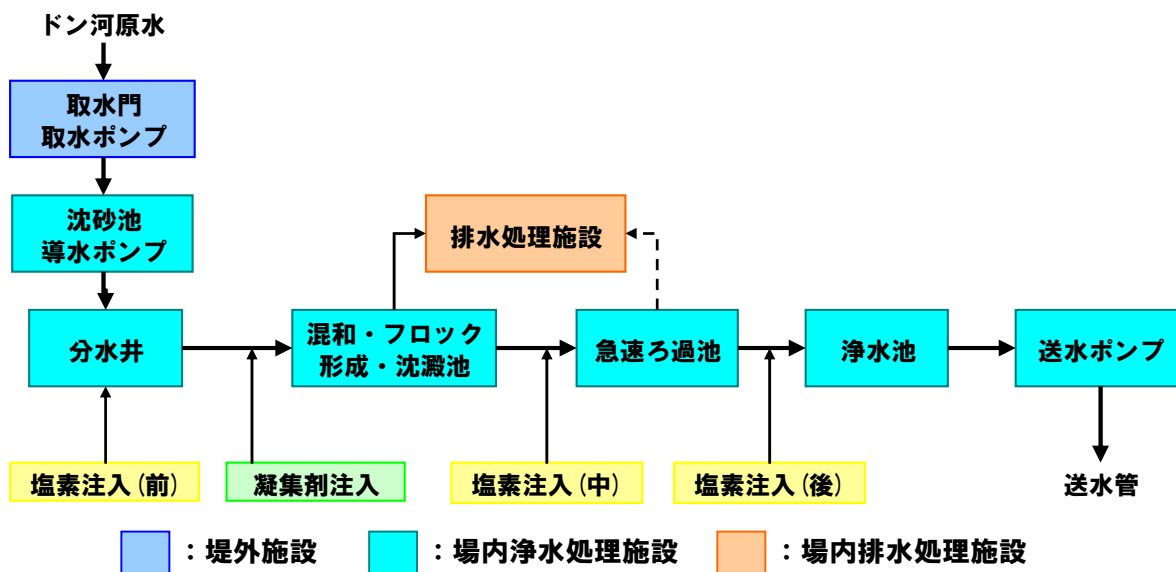 ドン河原水
取水門
取水ポンプ
沈砂池
導水ポンプ
排水処理施設
分水井
混和・フロック
形成・沈澱池
急速ろ過池
浄水池
送水ポンプ
塩素注入(前)
凝集剤注入
塩素注入(中)
塩素注入(後)
送水管
：堤外施設
：場内浄水処理施設
：場内排水処理施設